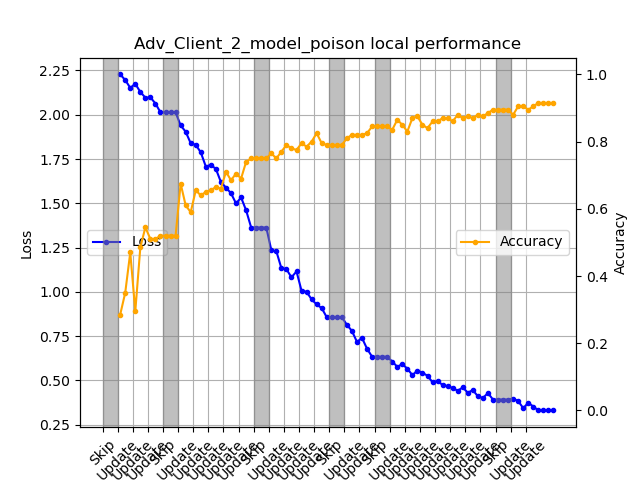 Adv_Client_2_model_poison local performance
2.25
2.00
1.75
1.50
1.25
1.00
0.75
0.50
0.25
Loss
Loss
Accuracy
1.0
0.8
0.6
0.4
0.2
0.0
Accuracy
Skip
Update
Update
Update
Skip
Update
Update
Update
Update
Update
Skip
Update
Update
Update
Update
Skip
Update
Update
Skip
Update
Update
Update
Update
Update
Update
Update
Skip
Update
Update